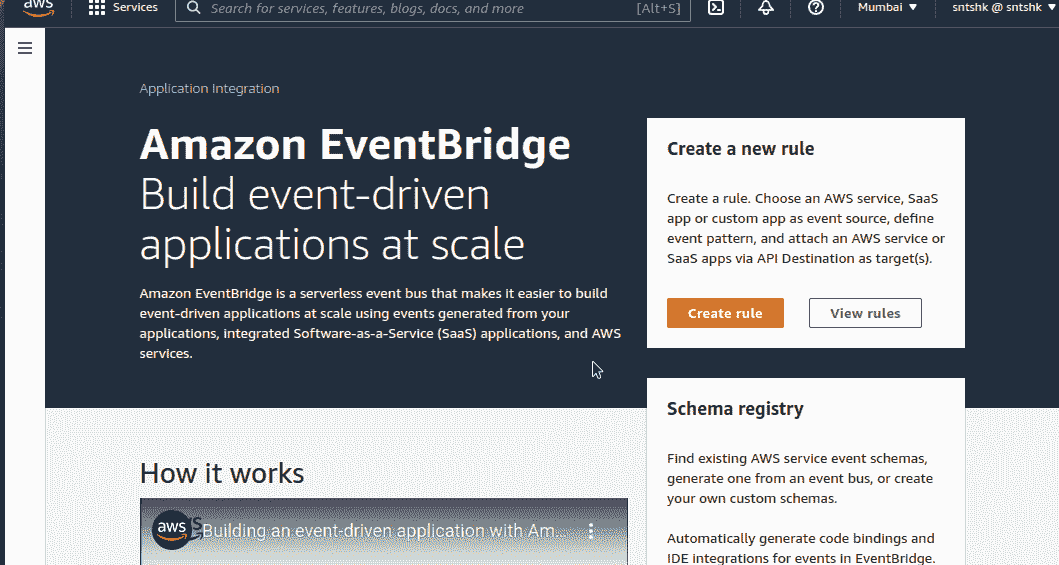 aws
Services
Search for services, features, blogs, docs, and more
[Alt+S]
Mumbai
sntshk @ sntshk
Application Integration
Amazon EventBridge
Build event-driven
applications at scale
Amazon EventBridge is a serverless event bus that makes it easier to build
event-driven applications at scale using events generated from your
applications, integrated Software-as-a-Service (SaaS) applications, and AWS
services.
Create a new rule
Create a rule. Choose an AWS service, SaaS
app or custom app as event source, define
event pattern, and attach an AWS service or
SaaS apps via API Destination as target(s).
Create rule
View rules
Schema registry
Find existing AWS service event schemas,
generate one from an event bus, or create
your own custom schemas.
Automatically generate code bindings and
IDE integrations for events in EventBridge.
How it works
aws
Building an event-driven application with Am...